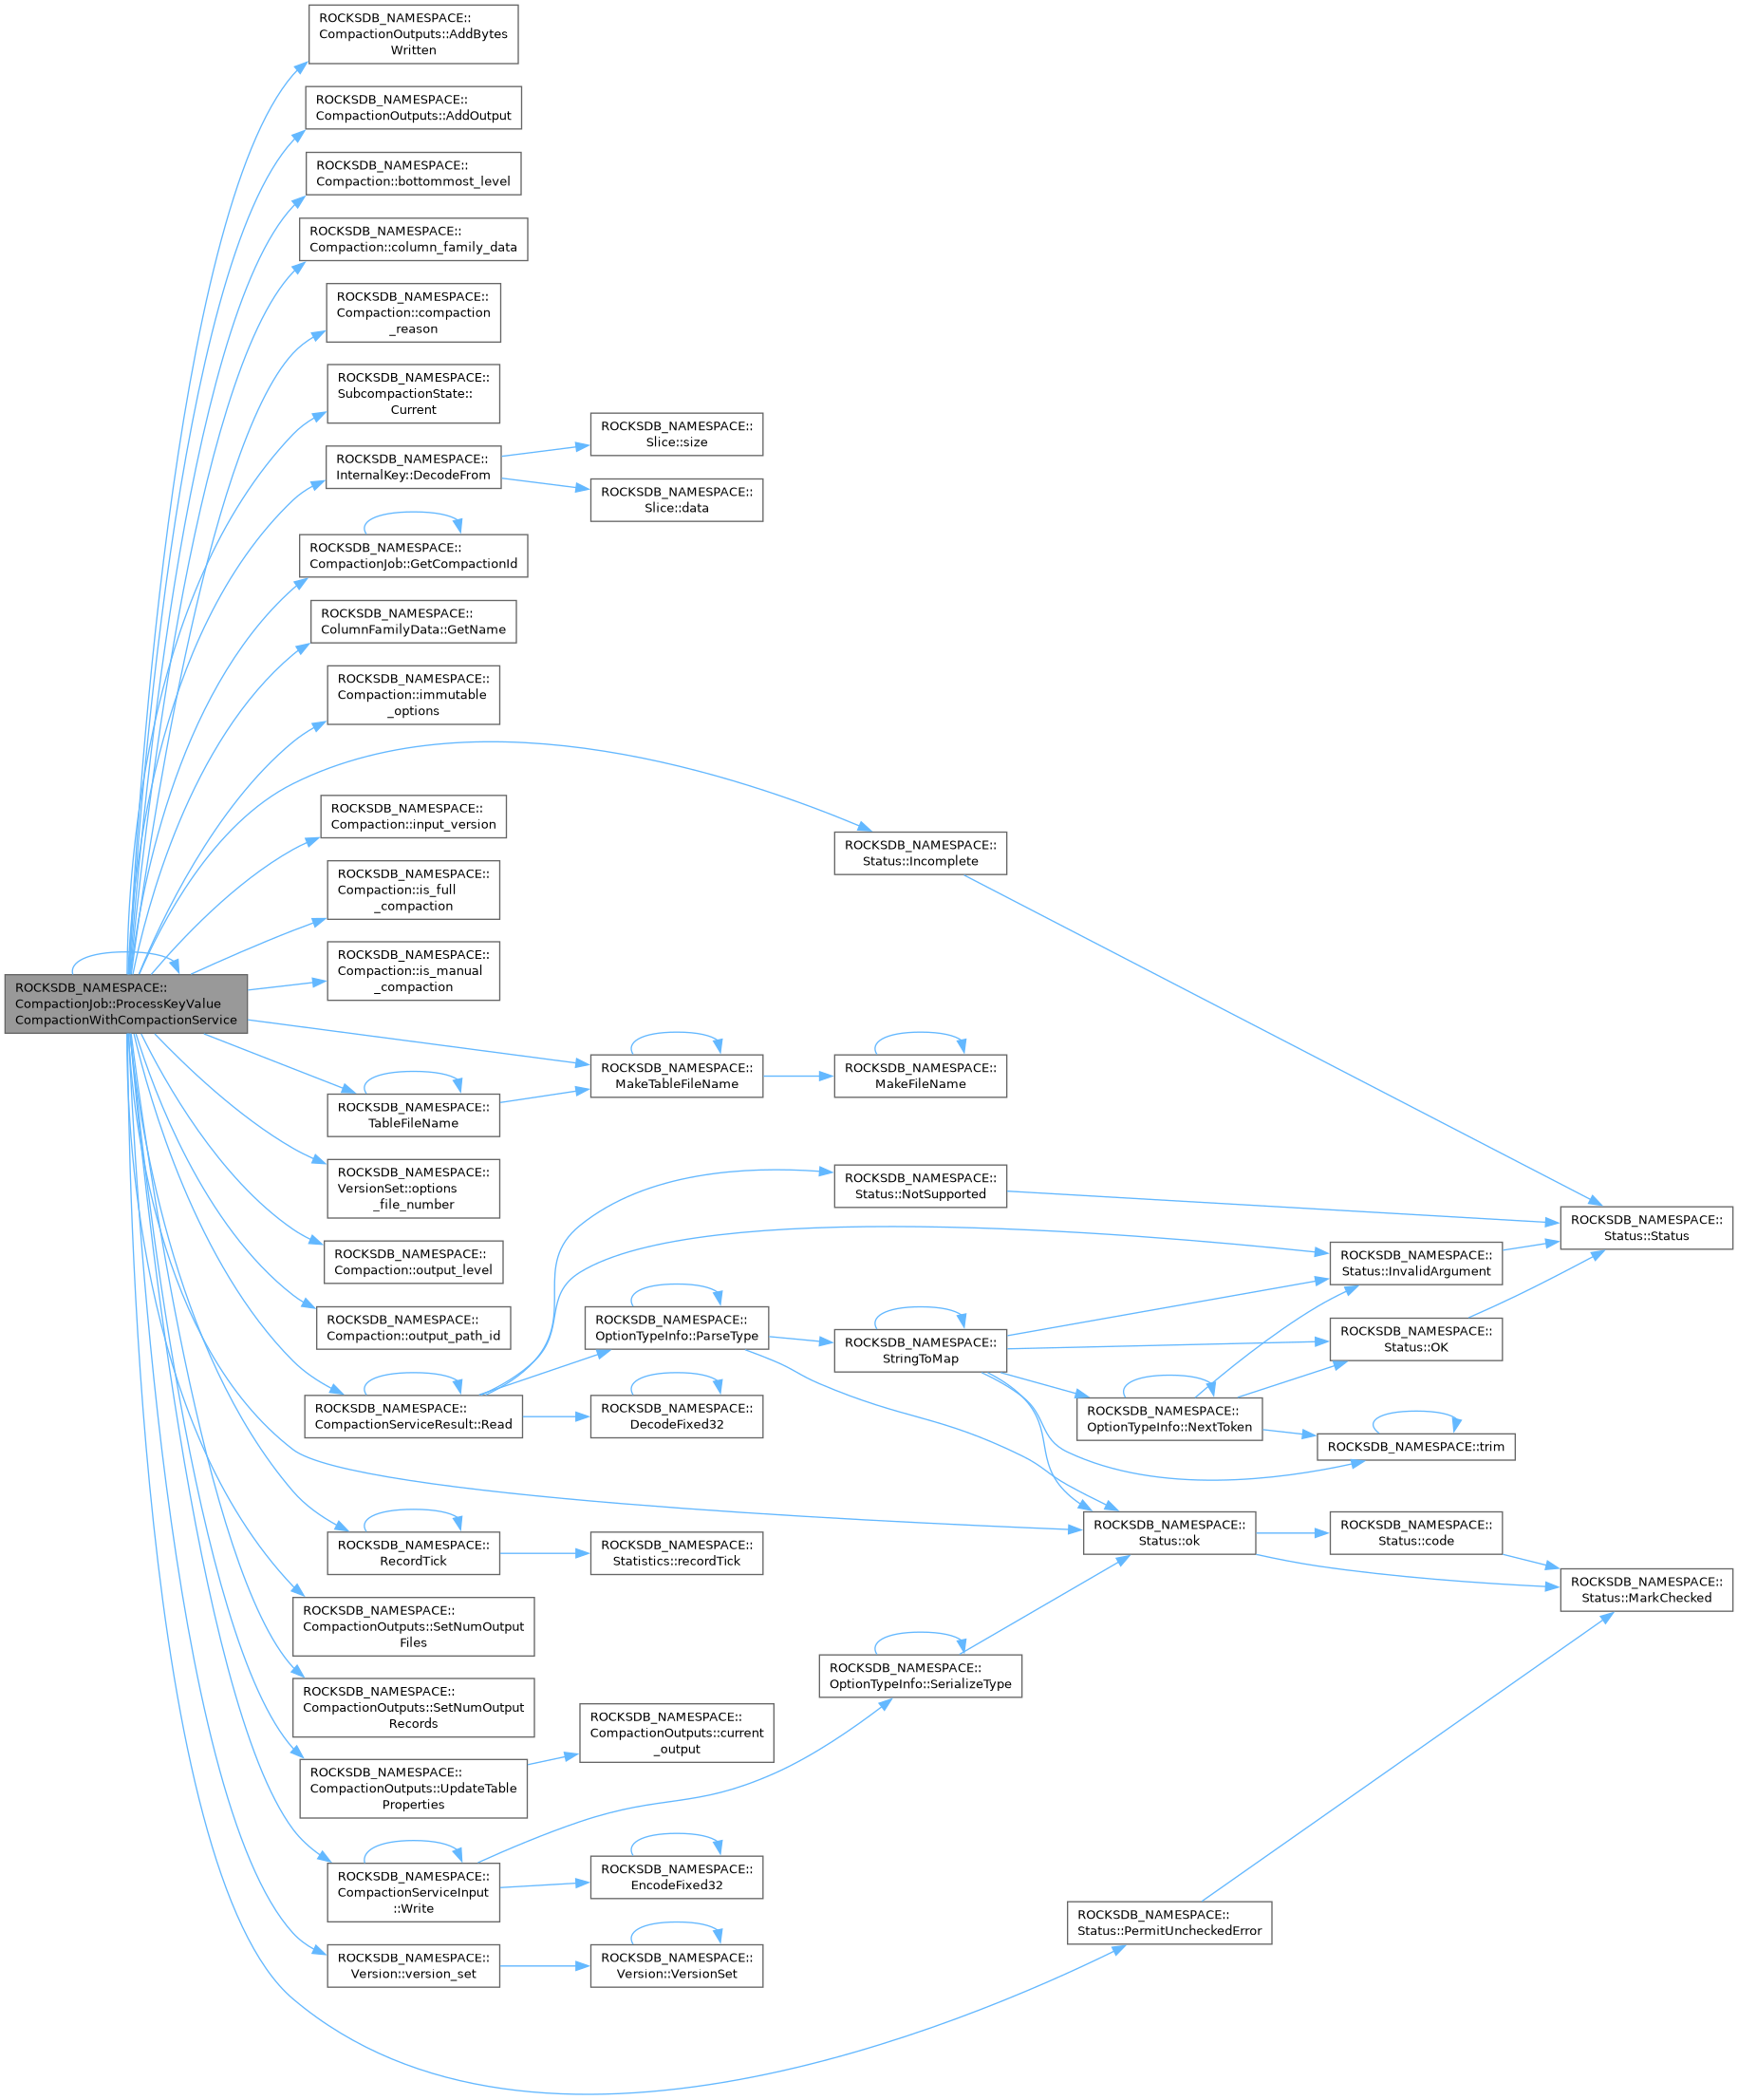 ROCKSDB_NAMESPACE::
CompactionOutputs::AddBytes
Written
ROCKSDB_NAMESPACE::
CompactionOutputs::AddOutput
ROCKSDB_NAMESPACE::
Compaction::bottommost_level
ROCKSDB_NAMESPACE::
Compaction::column_family_data
ROCKSDB_NAMESPACE::
Compaction::compaction
_reason
ROCKSDB_NAMESPACE::
SubcompactionState::
Current
ROCKSDB_NAMESPACE::
InternalKey::DecodeFrom
ROCKSDB_NAMESPACE::
Slice::size
ROCKSDB_NAMESPACE::
Slice::data
ROCKSDB_NAMESPACE::
CompactionJob::GetCompactionId
ROCKSDB_NAMESPACE::
ColumnFamilyData::GetName
ROCKSDB_NAMESPACE::
Compaction::immutable
_options
ROCKSDB_NAMESPACE::
Compaction::input_version
ROCKSDB_NAMESPACE::
Status::Incomplete
ROCKSDB_NAMESPACE::
Compaction::is_full
_compaction
ROCKSDB_NAMESPACE::
Compaction::is_manual
_compaction
ROCKSDB_NAMESPACE::
CompactionJob::ProcessKeyValue
CompactionWithCompactionService
ROCKSDB_NAMESPACE::
MakeTableFileName
ROCKSDB_NAMESPACE::
MakeFileName
ROCKSDB_NAMESPACE::
TableFileName
ROCKSDB_NAMESPACE::
VersionSet::options
_file_number
ROCKSDB_NAMESPACE::
Status::NotSupported
ROCKSDB_NAMESPACE::
Status::Status
ROCKSDB_NAMESPACE::
Compaction::output_level
ROCKSDB_NAMESPACE::
Status::InvalidArgument
ROCKSDB_NAMESPACE::
Compaction::output_path_id
ROCKSDB_NAMESPACE::
OptionTypeInfo::ParseType
ROCKSDB_NAMESPACE::
StringToMap
ROCKSDB_NAMESPACE::
Status::OK
ROCKSDB_NAMESPACE::
CompactionServiceResult::Read
ROCKSDB_NAMESPACE::
DecodeFixed32
ROCKSDB_NAMESPACE::
OptionTypeInfo::NextToken
ROCKSDB_NAMESPACE::trim
ROCKSDB_NAMESPACE::
RecordTick
ROCKSDB_NAMESPACE::
Statistics::recordTick
ROCKSDB_NAMESPACE::
Status::ok
ROCKSDB_NAMESPACE::
Status::code
ROCKSDB_NAMESPACE::
Status::MarkChecked
ROCKSDB_NAMESPACE::
CompactionOutputs::SetNumOutput
Files
ROCKSDB_NAMESPACE::
OptionTypeInfo::SerializeType
ROCKSDB_NAMESPACE::
CompactionOutputs::SetNumOutput
Records
ROCKSDB_NAMESPACE::
CompactionOutputs::current
_output
ROCKSDB_NAMESPACE::
CompactionOutputs::UpdateTable
Properties
ROCKSDB_NAMESPACE::
CompactionServiceInput
::Write
ROCKSDB_NAMESPACE::
EncodeFixed32
ROCKSDB_NAMESPACE::
Status::PermitUncheckedError
ROCKSDB_NAMESPACE::
Version::version_set
ROCKSDB_NAMESPACE::
Version::VersionSet